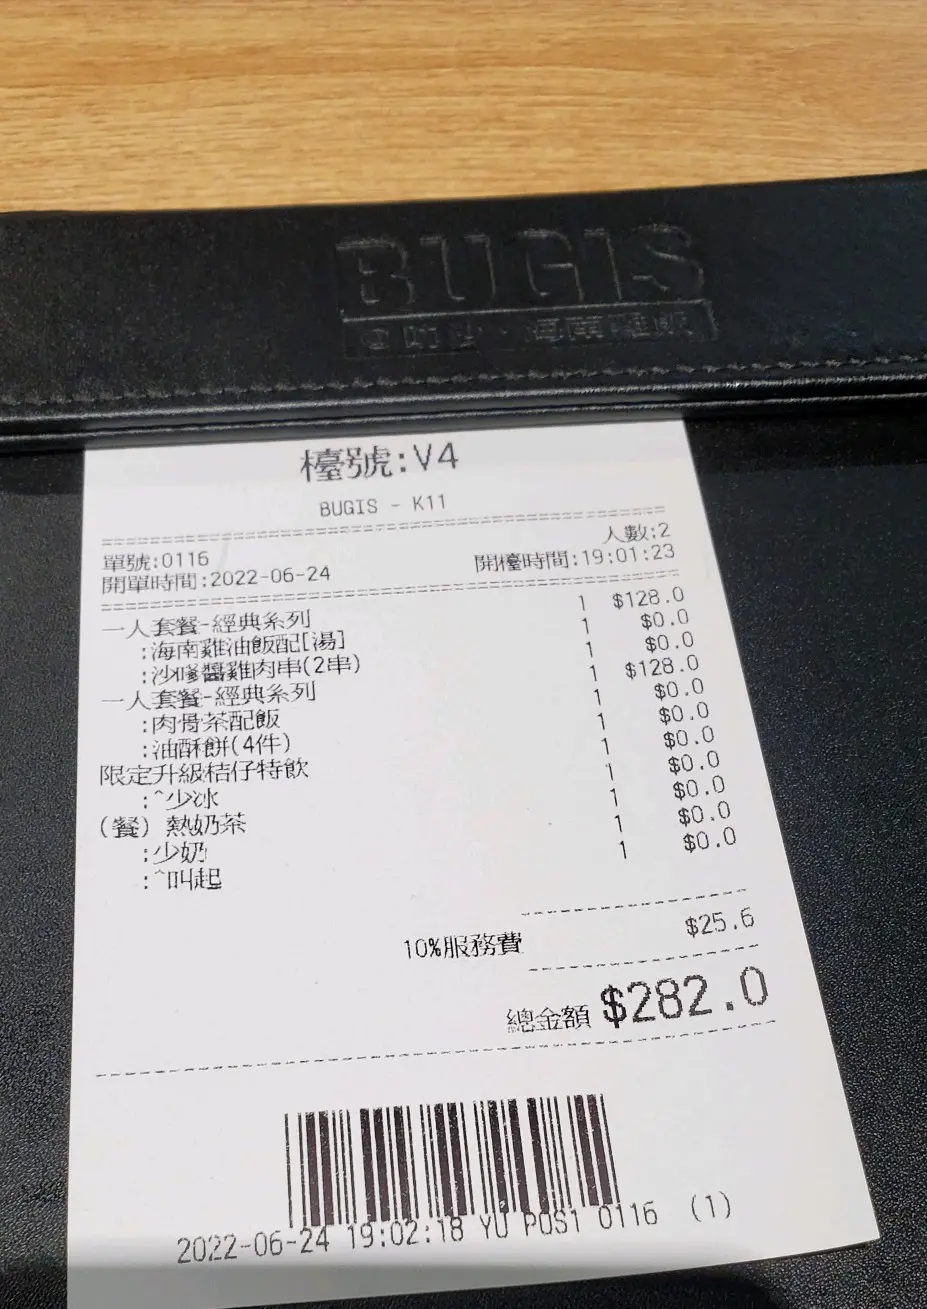 BUGIS
檯號:V4
BUGIS - K11
人數:2
單號:0116
開單時間:2022-06-24 開檯時間:19:01:23
一人套餐-經典系列 1 $128.0
:海南雞油飯配[湯] 1 $0.0
:沙嗲醬雞肉串(2串) 1 $0.0
一人套餐-經典系列 1 $128.0
:肉骨茶配飯 1 $0.0
:油酥餅(4件) 1 $0.0
限定升級桔仔特飲 1 $0.0
:^少冰 1 $0.0
(餐) 熱奶茶 1 $0.0
:少奶 1 $0.0
:^叫起 1 $0.0
10%服務費 $25.6
總金額 $282.0
2022-06-24 19:02:18 YU POS1 0116 (1)